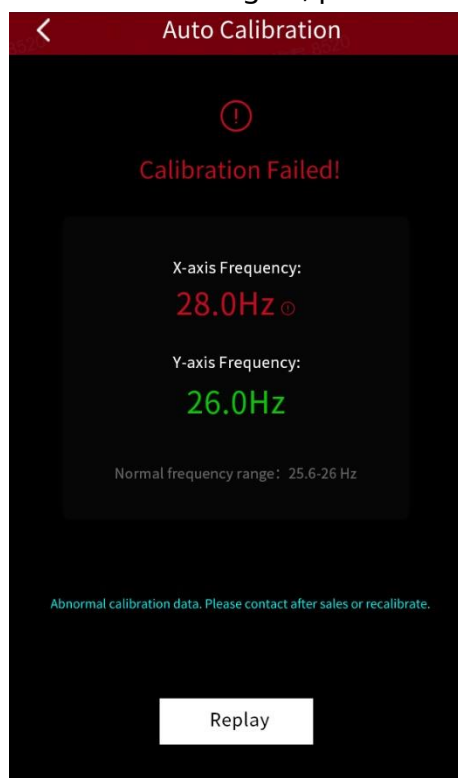 Auto Calibration
Calibration Failed!
X-axis Frequency:
28.0Hz
Y-axis Frequency:
26.0Hz
Normal frequency range: 25.6-26 Hz
Abnormal calibration data. Please contact after sales or recalibrate.
Replay